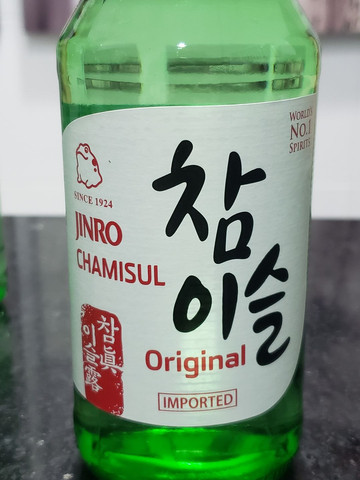 WORLD'S
NO.1
SPIRITS
SINCE 1924
JINRO
CHAMISUL
참
이슬
Original
IMPORTED
참眞
이슬露